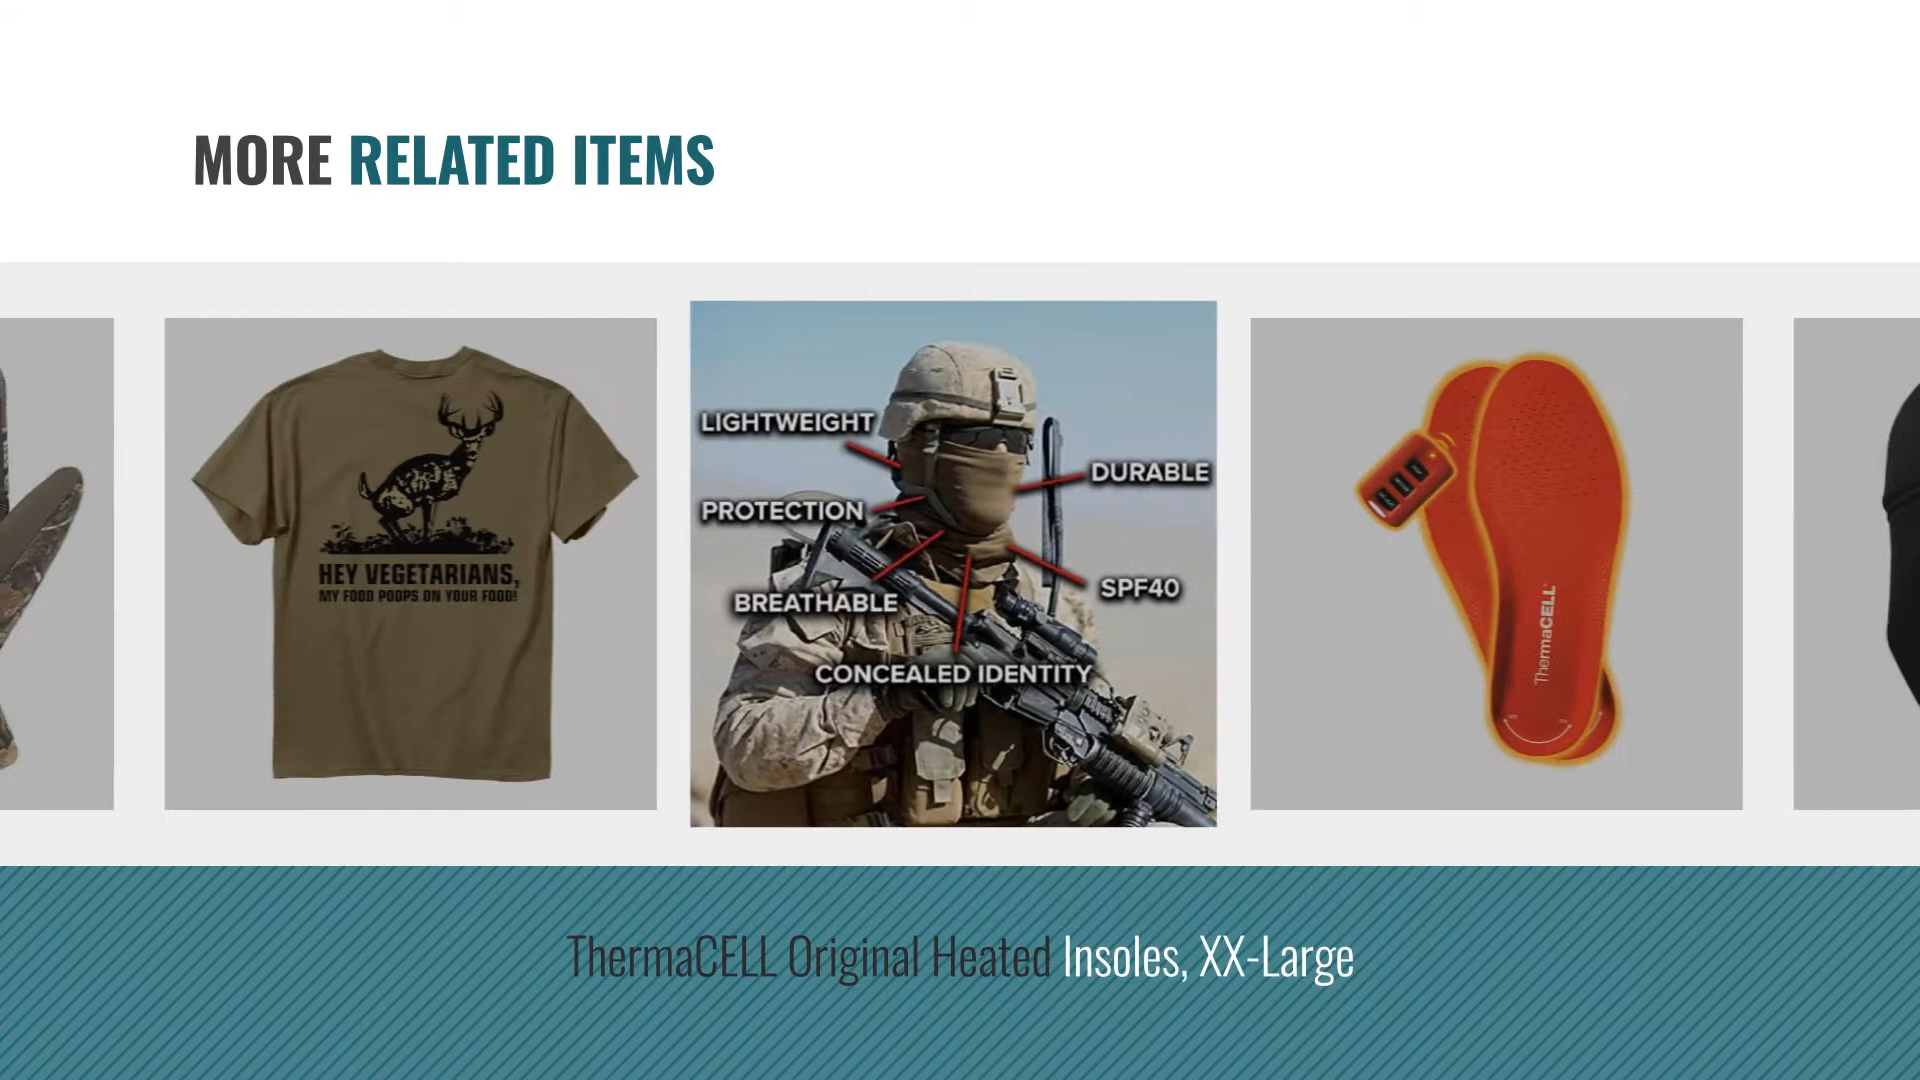 MORE RELATED ITEMS
HEY VEGETARIANS,
MY FOOD POOPS ON YOUR FOOD!
LIGHTWEIGHT
DURABLE
PROTECTION
BREATHABLE
SPF40
CONCEALED IDENTITY
ThermaCELL
ThermaCELL Original Heated Insoles, XX-Large